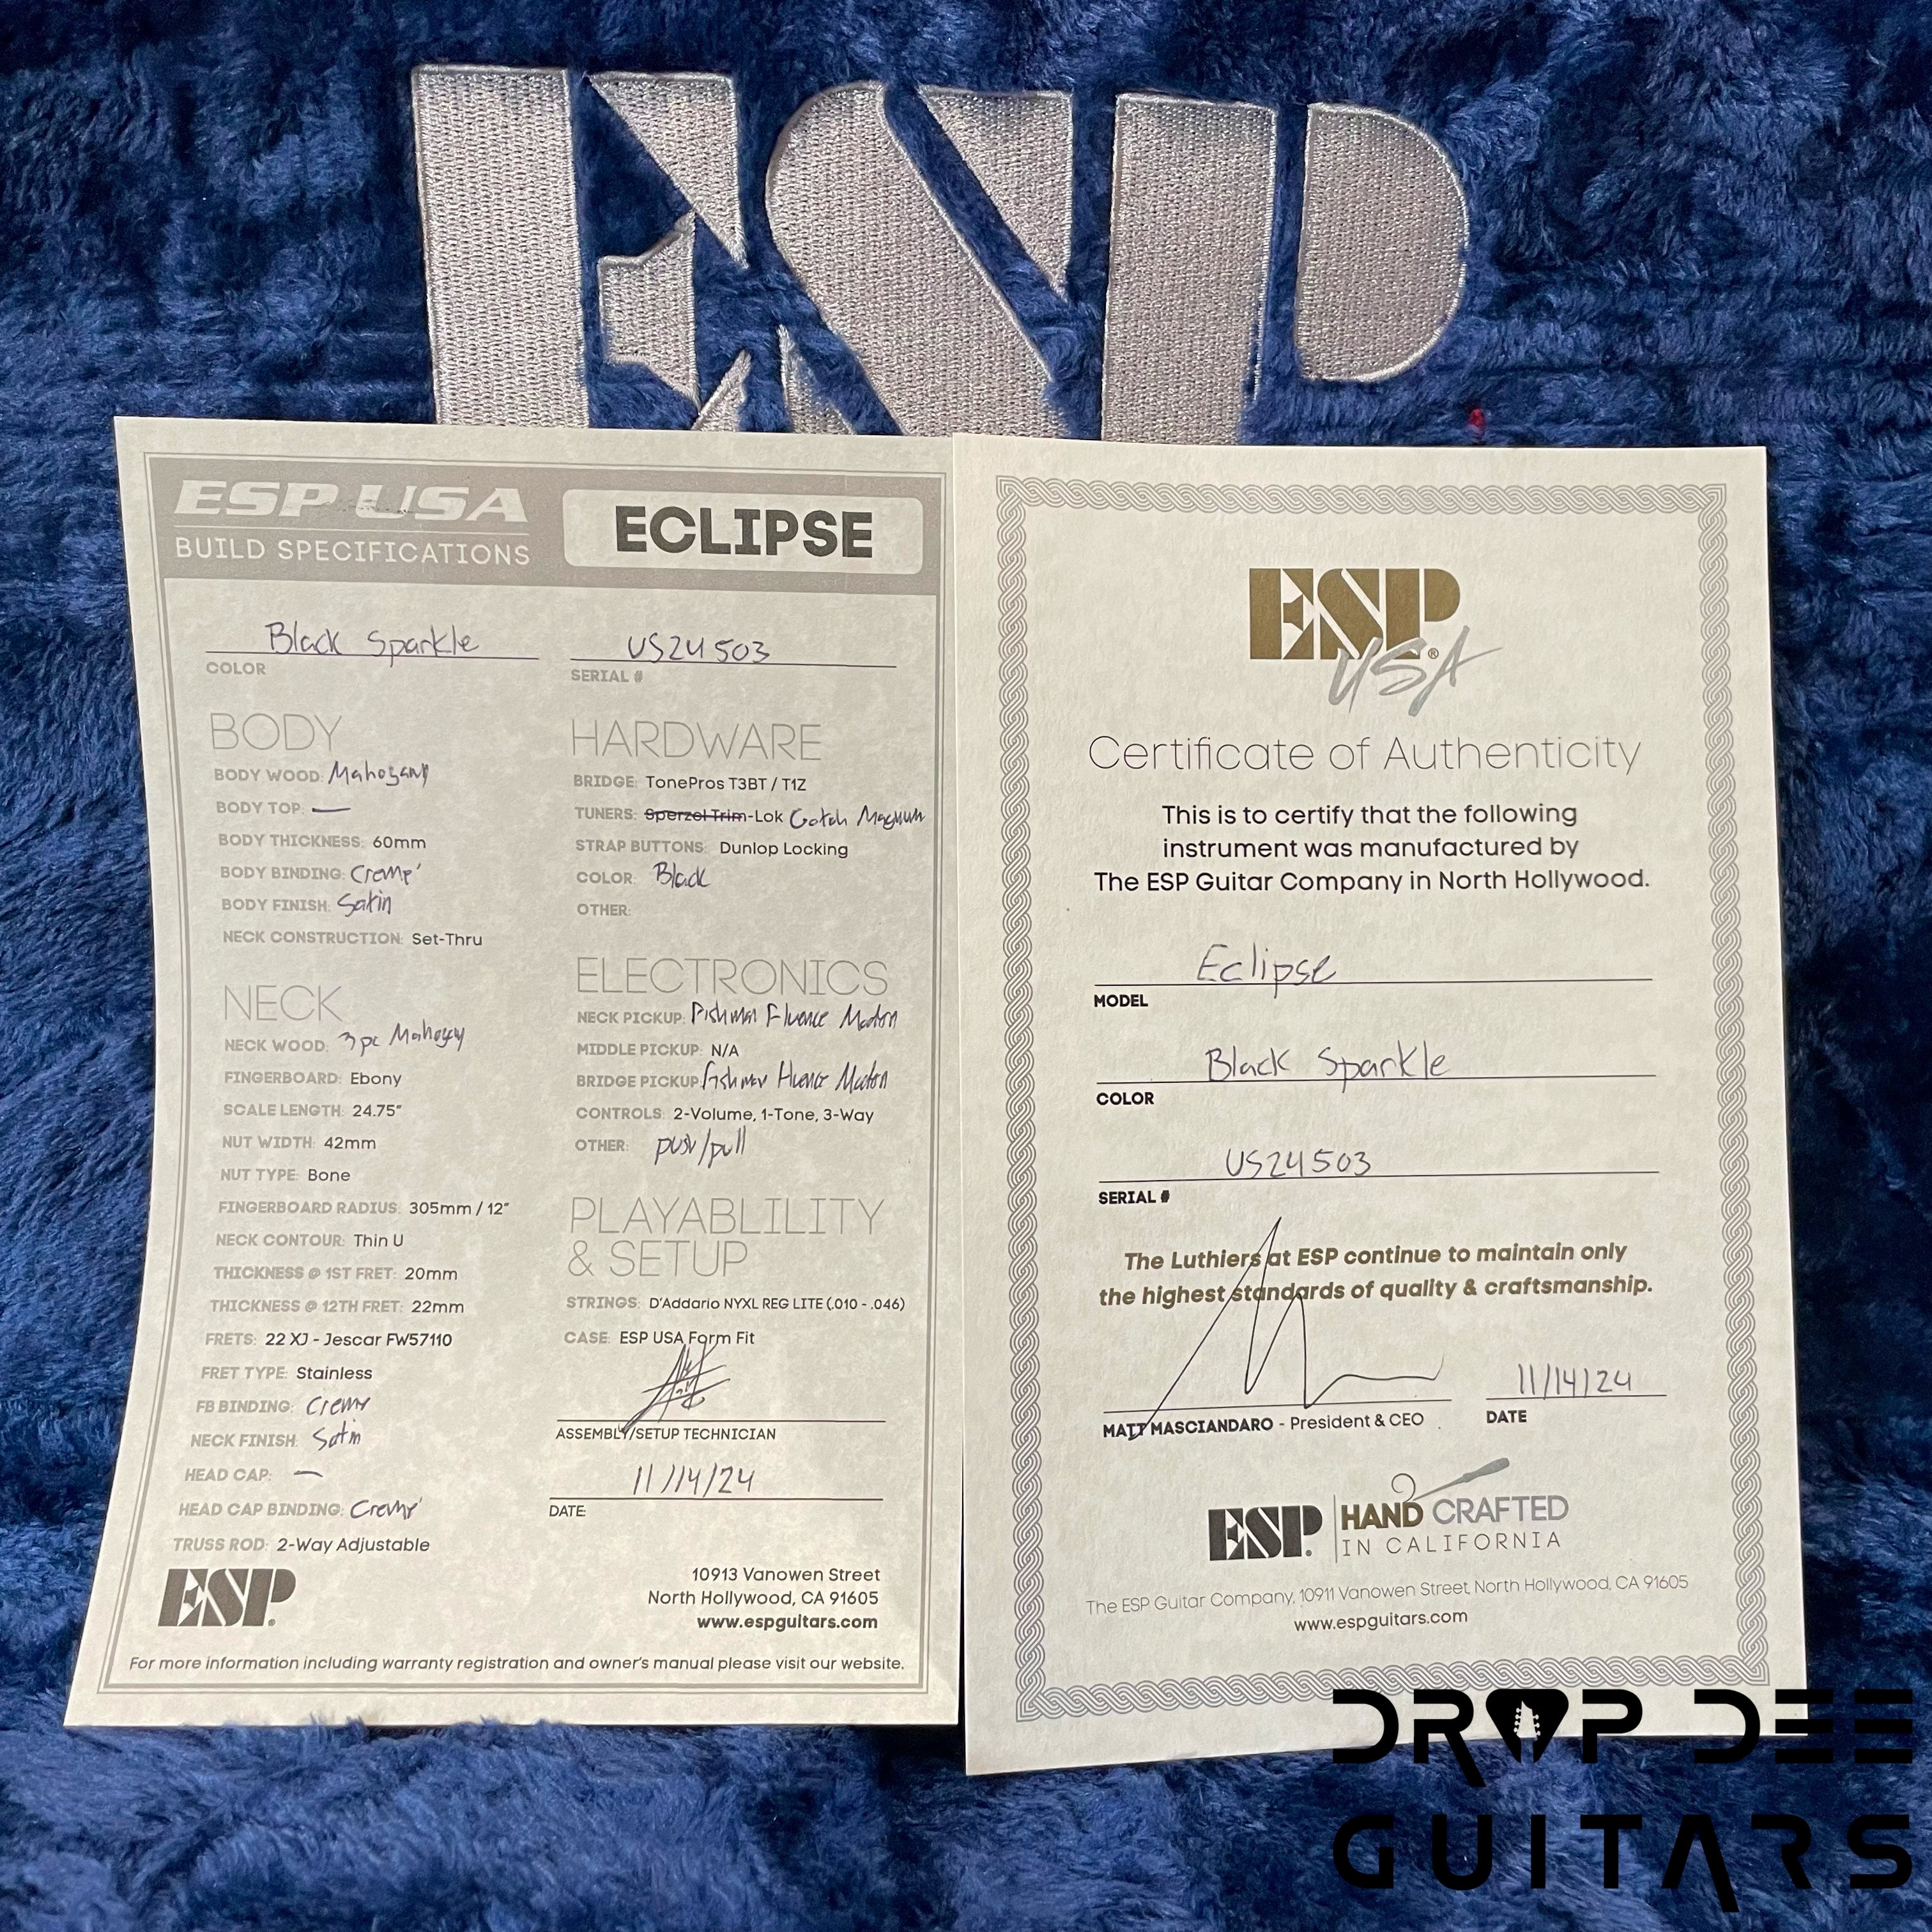 ESP
ESP USA
BUILD SPECIFICATIONS
ECLIPSE
Black Sparkle
COLOR
US24503
SERIAL #
BODY
BODY WOOD: Mahogany
BODY TOP: —
BODY THICKNESS: 60mm
BODY BINDING: Creme'
BODY FINISH: Satin
NECK CONSTRUCTION: Set-Thru
NECK
NECK WOOD: 3 pc Mahogany
FINGERBOARD: Ebony
SCALE LENGTH: 24.75"
NUT WIDTH: 42mm
NUT TYPE: Bone
FINGERBOARD RADIUS: 305mm / 12"
NECK CONTOUR: Thin U
THICKNESS @ 1ST FRET: 20mm
THICKNESS @ 12TH FRET: 22mm
FRETS: 22 XJ - Jescar FW57110
FRET TYPE: Stainless
FB BINDING: Creme
NECK FINISH: Satin
HEAD CAP: —
HEAD CAP BINDING: Creme'
TRUSS ROD: 2-Way Adjustable
ESP.
HARDWARE
BRIDGE: TonePros T3BT / T1Z
TUNERS: Sperzel Trim-Lok Gotoh Magnum
STRAP BUTTONS: Dunlop Locking
COLOR: Black
OTHER:
ELECTRONICS
NECK PICKUP: Fishman Fluence Modern
MIDDLE PICKUP: N/A
BRIDGE PICKUP: Fishman Fluence Modern
CONTROLS: 2-Volume, 1-Tone, 3-Way
OTHER: push/pull
PLAYABLILITY
& SETUP
STRINGS: D'Addario NYXL REG LITE (.010 - .046)
CASE: ESP USA Form Fit
ASSEMBLY/SETUP TECHNICIAN
11/14/24
DATE:
10913 Vanowen Street
North Hollywood, CA 91605
www.espguitars.com
For more information including warranty registration and owner's manual please visit our website.
ESP®
USA
Certificate of Authenticity
This is to certify that the following
instrument was manufactured by
The ESP Guitar Company in North Hollywood.
Eclipse
MODEL
Black Sparkle
COLOR
US24503
SERIAL #
The Luthiers at ESP continue to maintain only
the highest standards of quality & craftsmanship.
11/14/24
MATT MASCIANDARO - President & CEO
DATE
ESP.
HAND CRAFTED
IN CALIFORNIA
The ESP Guitar Company, 10911 Vanowen Street, North Hollywood, CA 91605
www.espguitars.com
DROP DEE
GUITARS